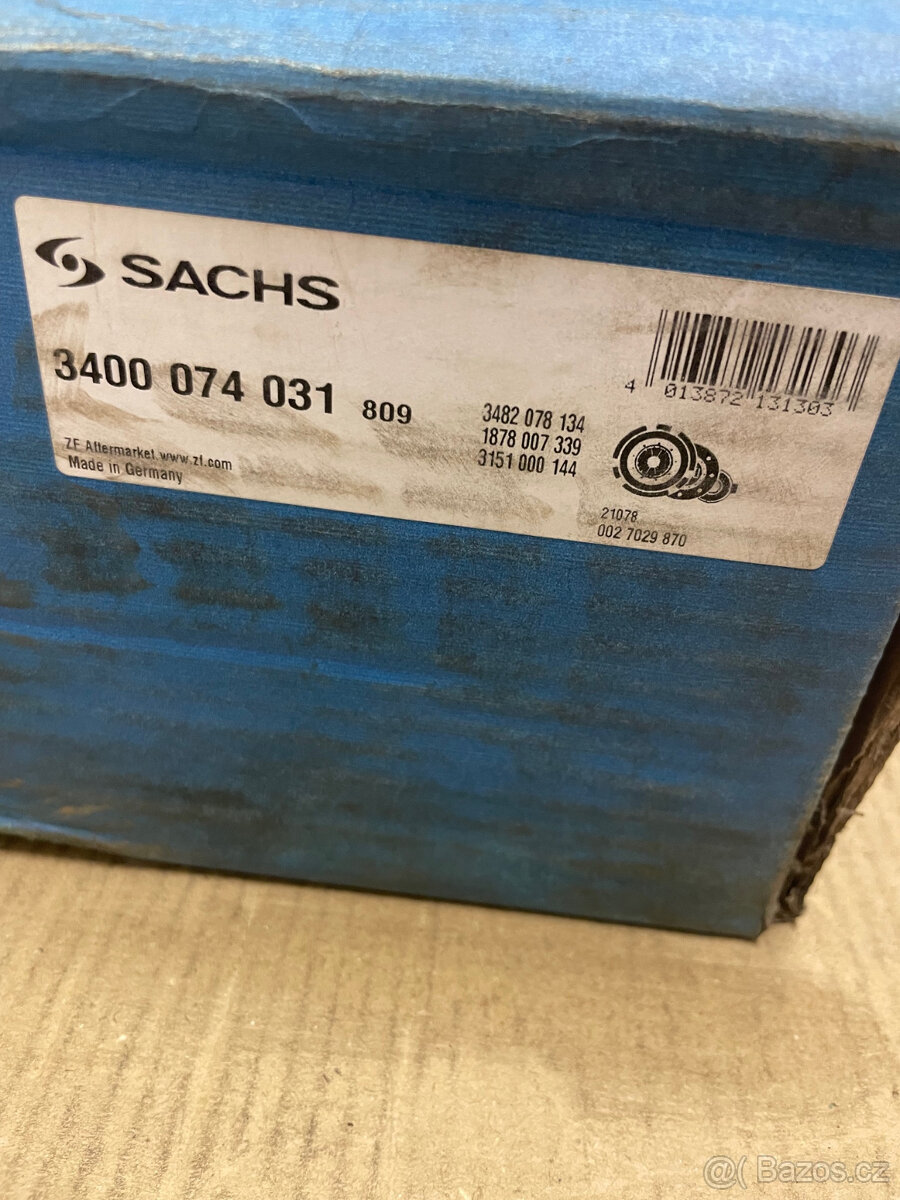 SACHS
3400 074 031 809
ZF Aftermarket.www.zf.com
Made in Germany
3482 078 134
1878 007 339
3151 000 144
4 013872 131303
21078
002 7029 870
@( Bazos.cz